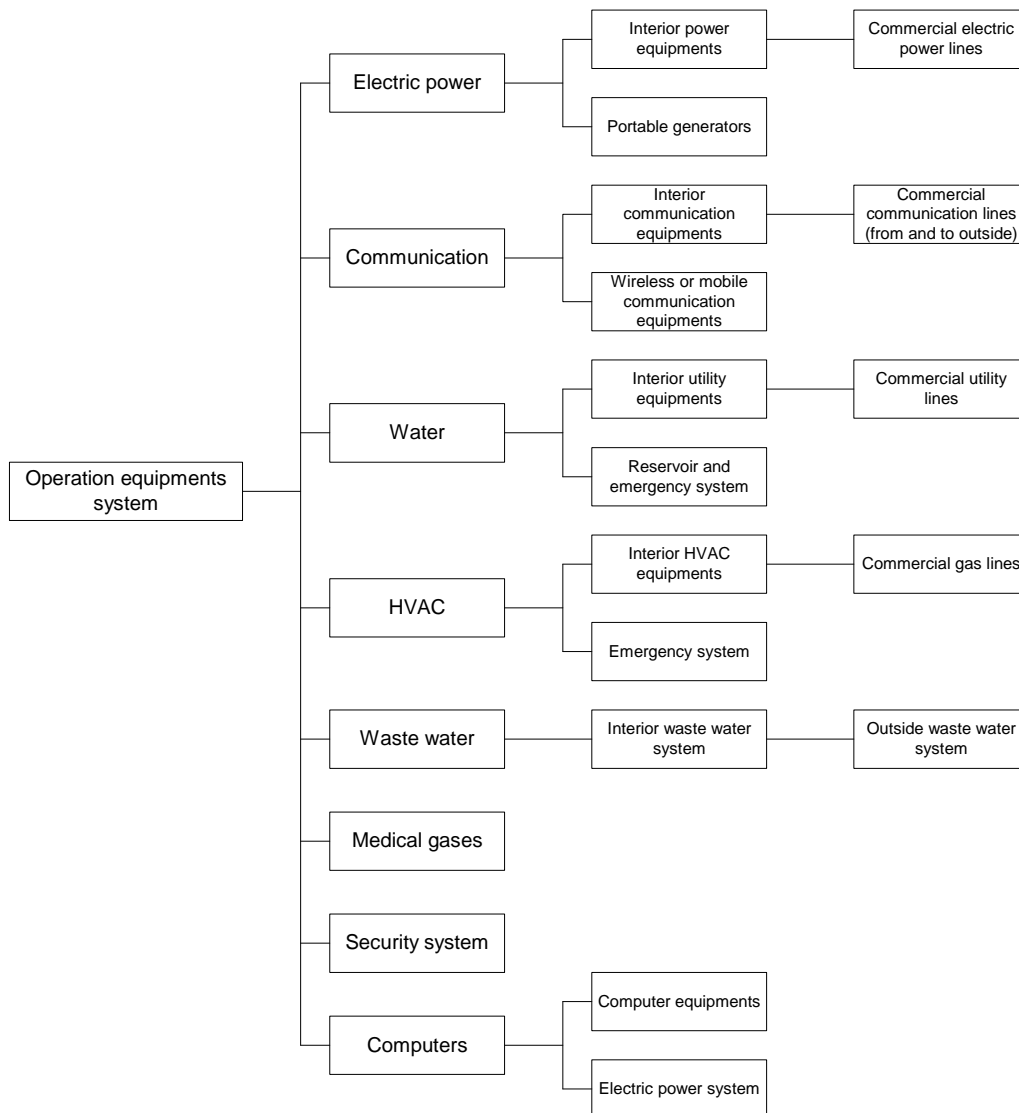 Operation equipments
system
Electric power
Interior power
equipments
Commercial electric
power lines
Portable generators
Communication
Interior
communication
equipments
Commercial
communication lines
(from and to outside)
Wireless or mobile
communication
equipments
Water
Interior utility
equipments
Commercial utility
lines
Reservoir and
emergency system
HVAC
Interior HVAC
equipments
Commercial gas lines
Emergency system
Waste water
Interior waste water
system
Outside waste water
system
Medical gases
Security system
Computers
Computer equipments
Electric power system